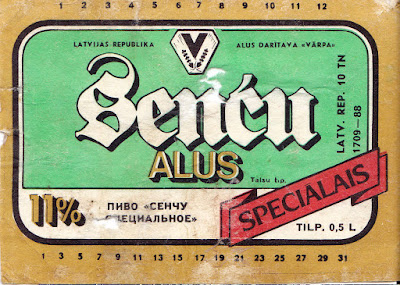 1 2 3 4 5 6 7 8 9 10 11 12
LATVIJAS REPUBLIKA
V
ALUS DARĪTAVA «VĀRPA»
Senću
ALUS
Talsu b.p.
LATV. REP. 10 TN
1709-88
11%
ПИВО «СЕНЧУ
СПЕЦИАЛЬНОЕ»
SPECIALAIS
TILP. 0,5 L
1 3 5 7 9 11 13 15 17 19 21 23 25 27 29 31